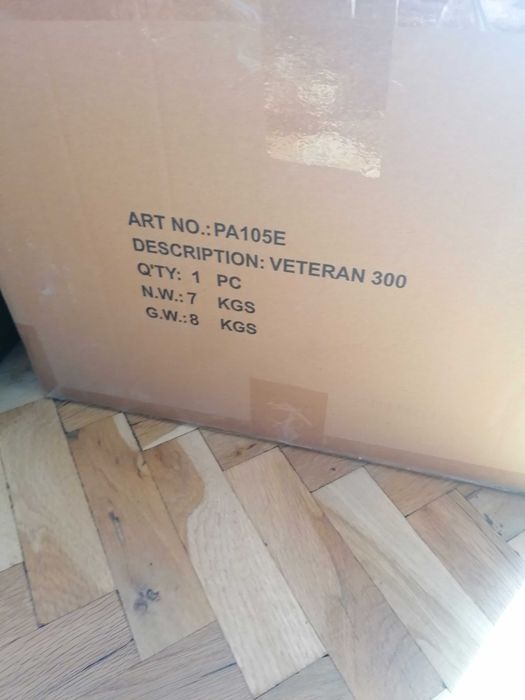 ART NO.:PA105E
DESCRIPTION: VETERAN 300
Q'TY: 1 PC
N.W.:7 KGS
G.W.:8 KGS